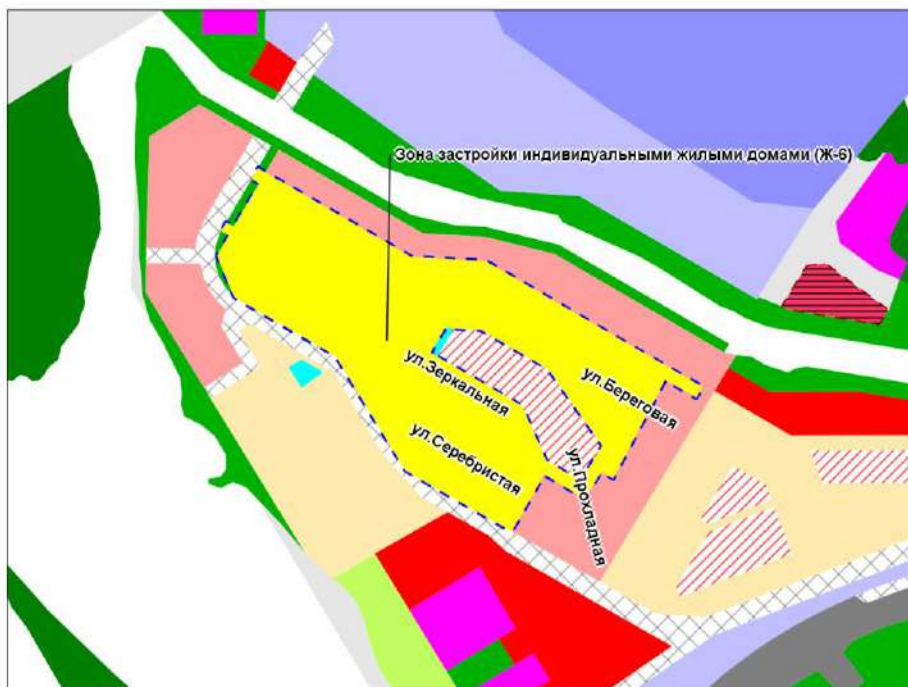 Зона застройки индивидуальными жилыми домами (Ж-6)
ул.Зеркальная
ул.Береговая
ул.Серебристая
ул.Прохладная